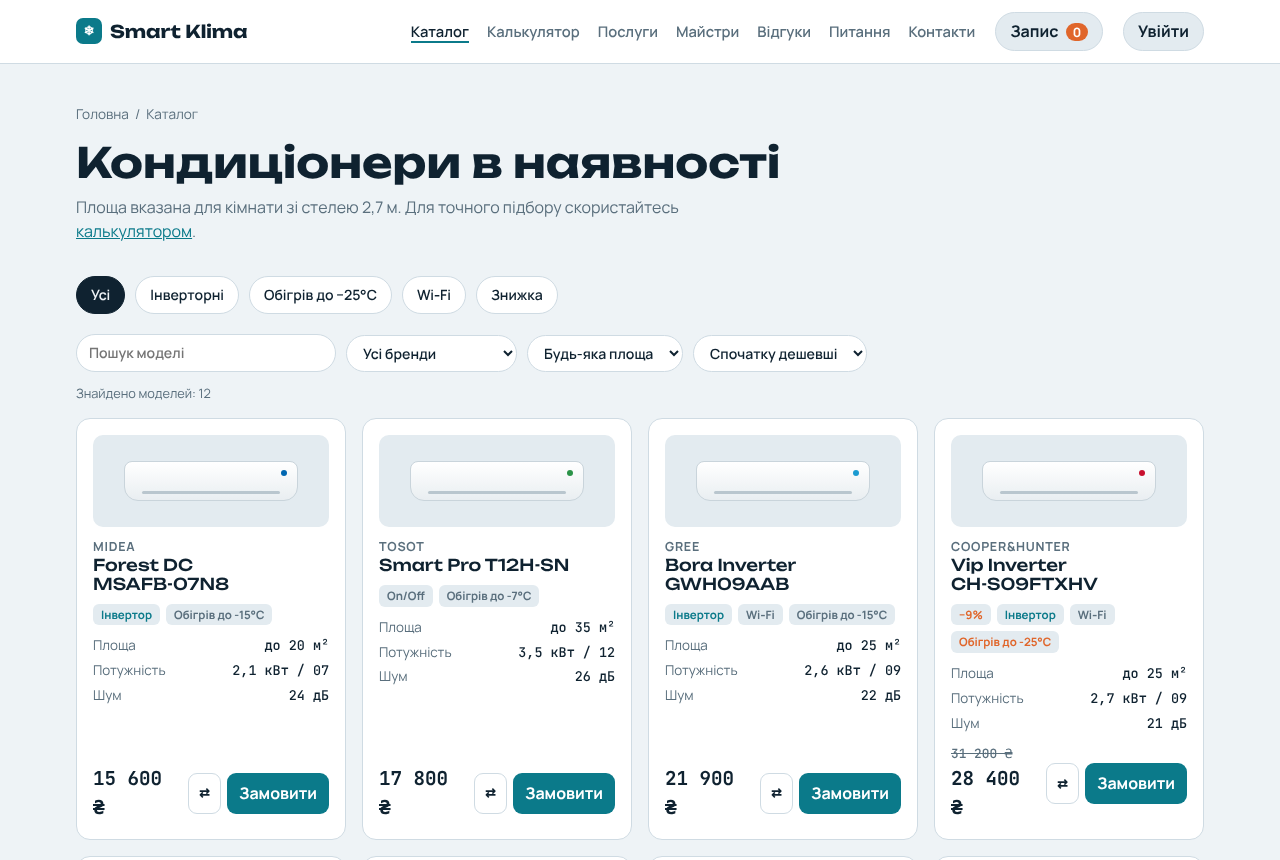 ❄ Smart Klima
Каталог Калькулятор Послуги Майстри Відгуки Питання Контакти Запис 0 Увійти
Головна / Каталог
Кондиціонери в наявності
Площа вказана для кімнати зі стелею 2,7 м. Для точного підбору скористайтесь
калькулятором.
Усі Інверторні Обігрів до −25°C Wi-Fi Знижка
Пошук моделі Усі бренди Будь-яка площа Спочатку дешевші
Знайдено моделей: 12
MIDEA
Forest DC
MSAFB-07N8
Інвертор Обігрів до -15°C
Площа до 20 м²
Потужність 2,1 кВт / 07
Шум 24 дБ
15 600
₴
⇄ Замовити
TOSOT
Smart Pro T12H-SN
On/Off Обігрів до -7°C
Площа до 35 м²
Потужність 3,5 кВт / 12
Шум 26 дБ
17 800
₴
⇄ Замовити
GREE
Bora Inverter
GWH09AAB
Інвертор Wi-Fi Обігрів до -15°C
Площа до 25 м²
Потужність 2,6 кВт / 09
Шум 22 дБ
21 900
₴
⇄ Замовити
COOPER&HUNTER
Vip Inverter
CH-S09FTXHV
−9% Інвертор Wi-Fi
Обігрів до -25°C
Площа до 25 м²
Потужність 2,7 кВт / 09
Шум 21 дБ
31 200 ₴
28 400
₴
⇄ Замовити